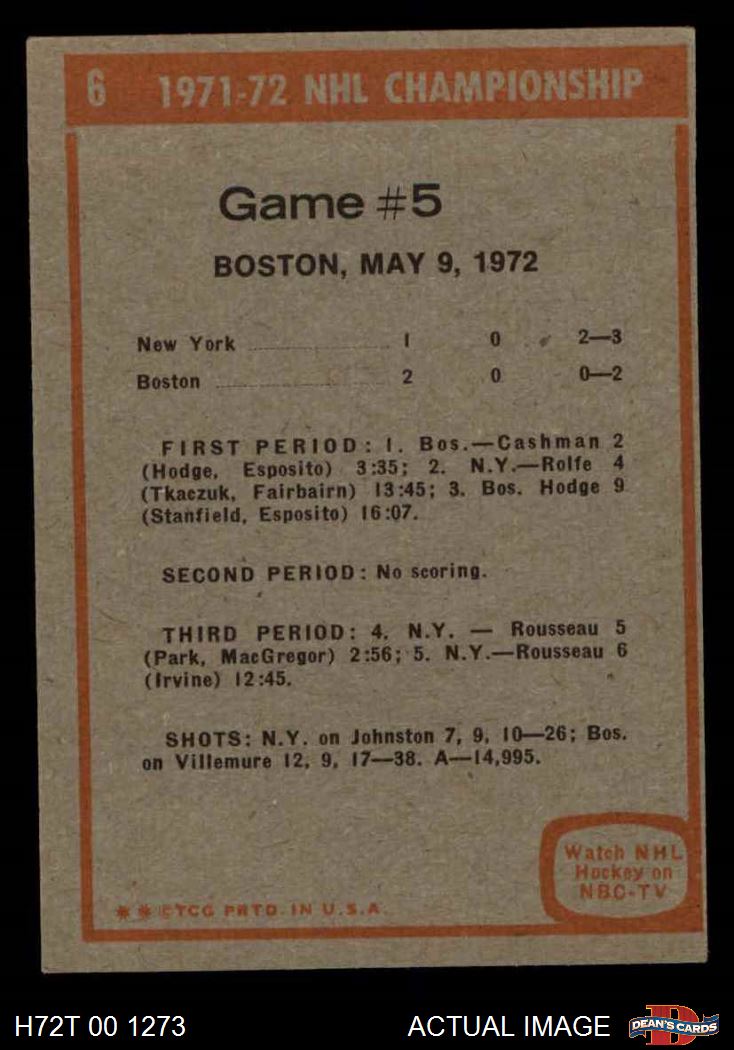 6 1971-72 NHL CHAMPIONSHIP
Game #5
BOSTON, MAY 9, 1972
New York 1 0 2—3
Boston 2 0 0—2
FIRST PERIOD: 1. Bos.—Cashman 2
(Hodge, Esposito) 3:35; 2. N.Y.—Rolfe 4
(Tkaczuk, Fairbairn) 13:45; 3. Bos. Hodge 9
(Stanfield, Esposito) 16:07.
SECOND PERIOD: No scoring.
THIRD PERIOD: 4. N.Y. — Rousseau 5
(Park, MacGregor) 2:56; 5. N.Y.—Rousseau 6
(Irvine) 12:45.
SHOTS: N.Y. on Johnston 7, 9, 10—26; Bos.
on Villemure 12, 9, 17—38. A—14,995.
Watch NHL
Hockey on
NBC-TV
* * ©TCG PRTD. IN U.S.A.
H72T 00 1273 ACTUAL IMAGE DEAN'S CARDS